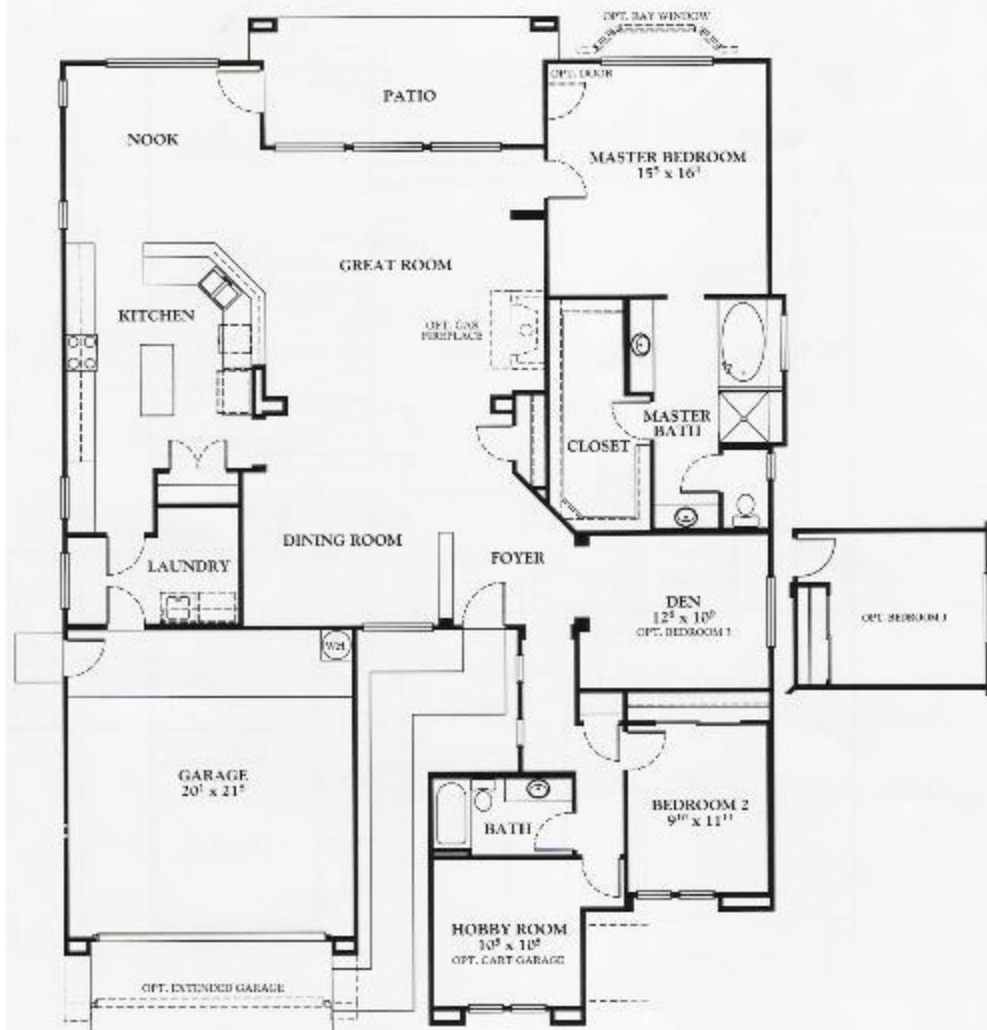 OPT. BAY WINDOW
PATIO
OPT. DOOR
NOOK
MASTER BEDROOM
GREAT ROOM
KITCHEN
OPT. GAS
FIREPLACE
MASTER
BATH
CLOSET
DINING ROOM
FOYER
LAUNDRY
DEN
OPT. BEDROOM 3
OPT. BEDROOM 3
WH
GARAGE
BEDROOM 2
9¹⁰ x 11¹¹
BATH
HOBBY ROOM
OPT. CART GARAGE
OPT. EXTENDED GARAGE